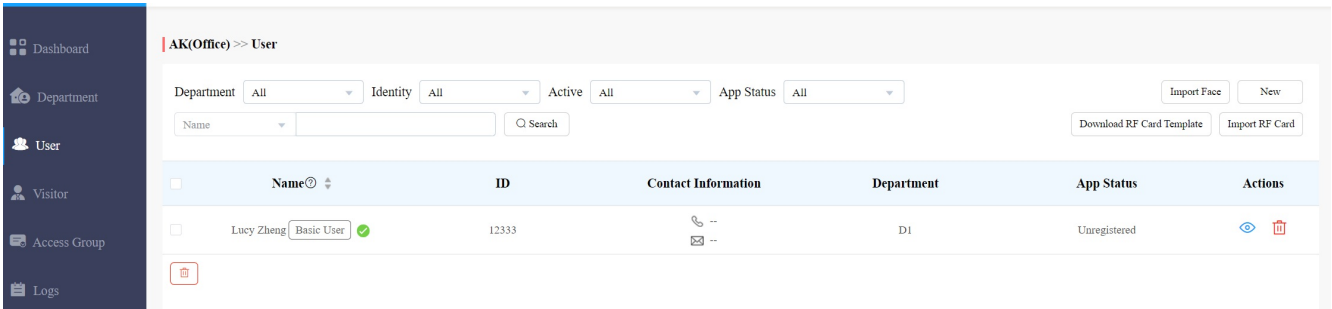 Dashboard
Department
User
Visitor
Access Group
Logs
AK(Office) >> User
Department All Identity All Active All App Status All Import Face New
Name Search Download RF Card Template Import RF Card
Name ID Contact Information Department App Status Actions
Lucy Zheng Basic User 12333 -- D1 Unregistered
--